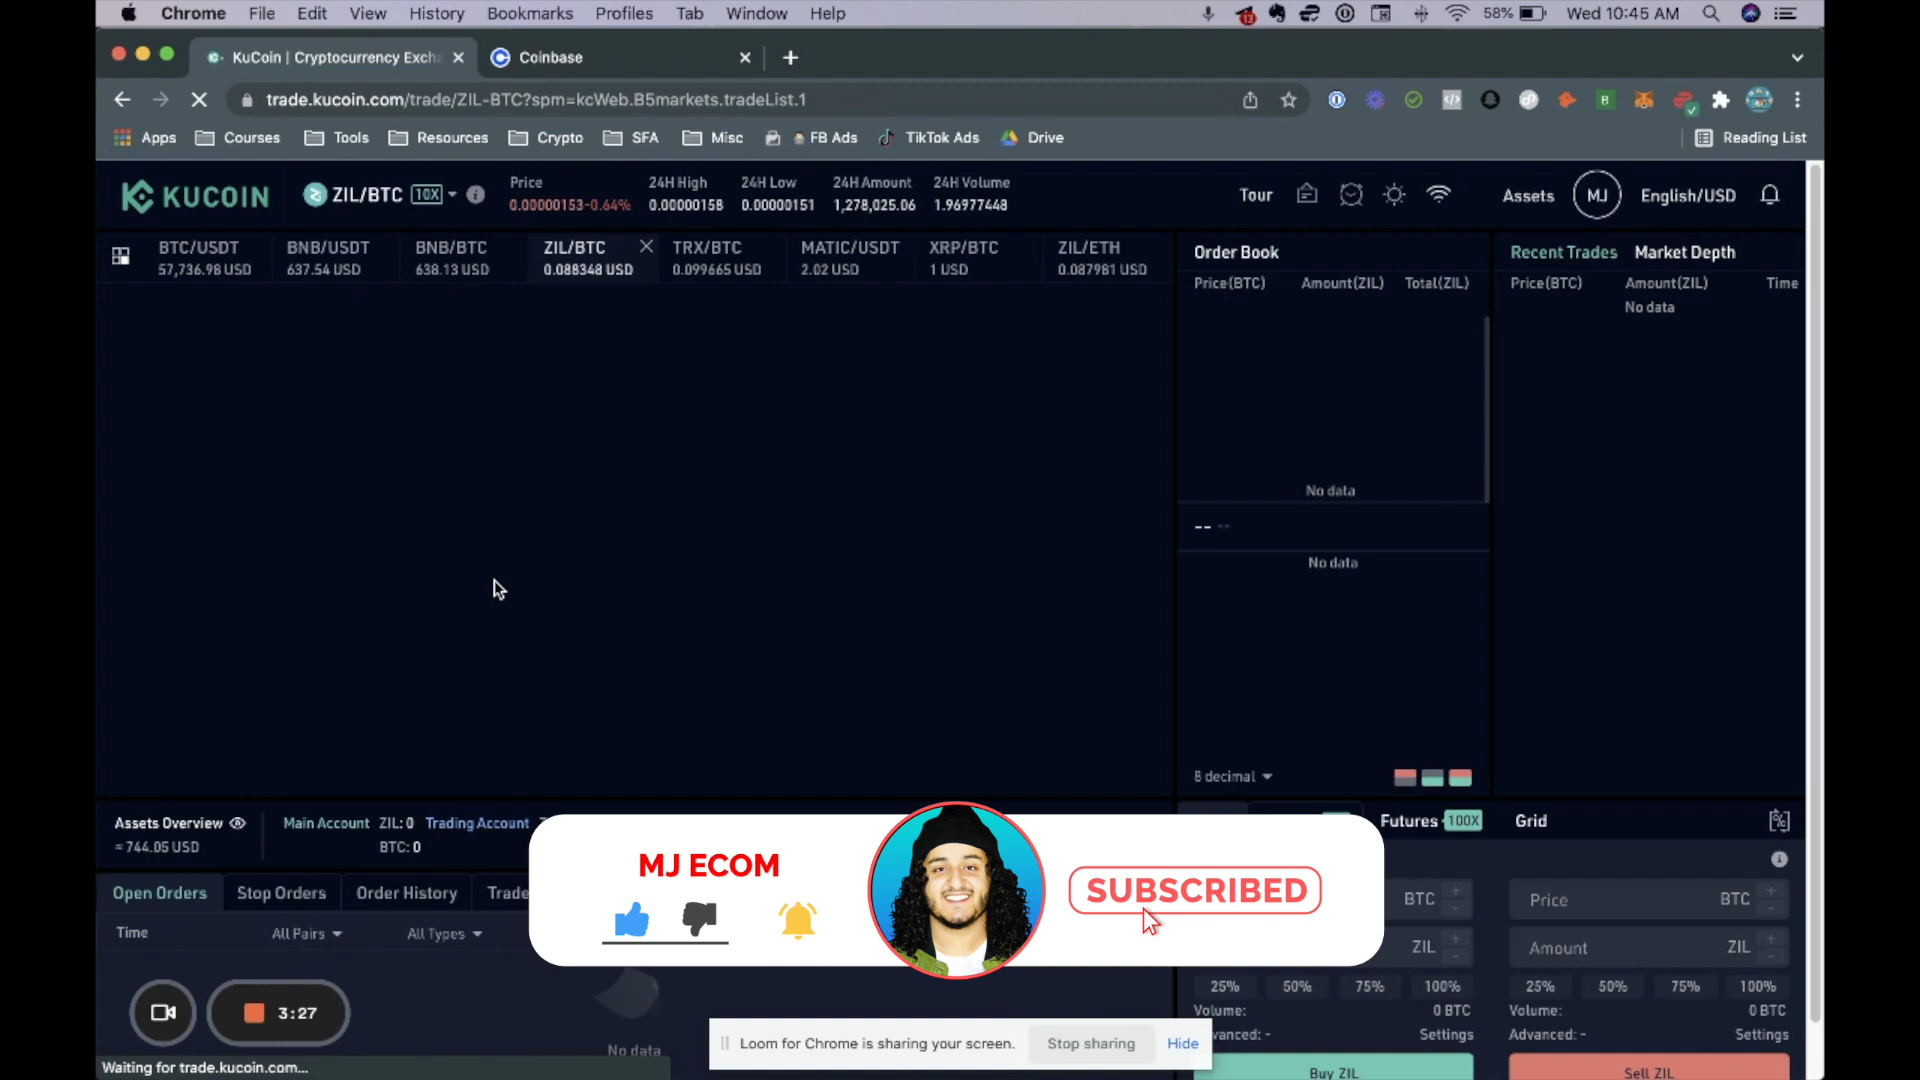 Chrome File Edit View History Bookmarks Profiles Tab Window Help 58% Wed 10:45 AM
KuCoin | Cryptocurrency Exch Coinbase
trade.kucoin.com/trade/ZIL-BTC?spm=kcWeb.B5markets.tradeList.1
Apps Courses Tools Resources Crypto SFA Misc FB Ads TikTok Ads Drive Reading List
KUCOIN ZIL/BTC 10X Price 24H High 24H Low 24H Amount 24H Volume Tour Assets MJ English/USD
0.00000153 -0.64% 0.00000158 0.00000151 1,278,025.06 1.96977448
BTC/USDT BNB/USDT BNB/BTC ZIL/BTC TRX/BTC MATIC/USDT XRP/BTC ZIL/ETH
57,736.98 USD 637.54 USD 638.13 USD 0.088348 USD 0.099665 USD 2.02 USD 1 USD 0.087981 USD
Order Book Recent Trades Market Depth
Price(BTC) Amount(ZIL) Total(ZIL) Price(BTC) Amount(ZIL) Time
No data
No data
-- --
No data
8 decimal
Assets Overview Main Account ZIL: 0 Trading Account Futures 100X Grid
≈ 744.05 USD BTC: 0
MJ ECOM
SUBSCRIBED
Open Orders Stop Orders Order History Trade
BTC Price BTC
Time All Pairs All Types
ZIL Amount ZIL
25% 50% 75% 100% 25% 50% 75% 100%
Volume: 0 BTC Volume: 0 BTC
vanced: - Settings Advanced: - Settings
3:27
Loom for Chrome is sharing your screen. Stop sharing Hide
No data
Waiting for trade.kucoin.com...
Buy ZIL Sell ZIL